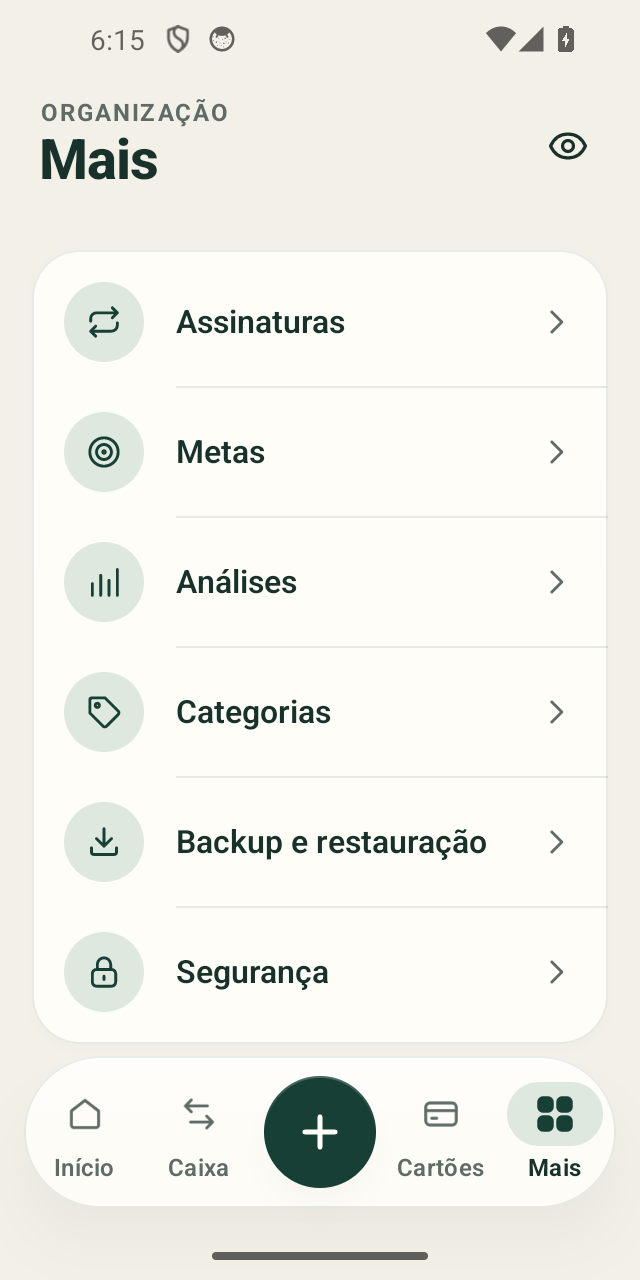 6:15
ORGANIZAÇÃO
Mais
Assinaturas
Metas
Análises
Categorias
Backup e restauração
Segurança
Início
Caixa
Cartões
Mais